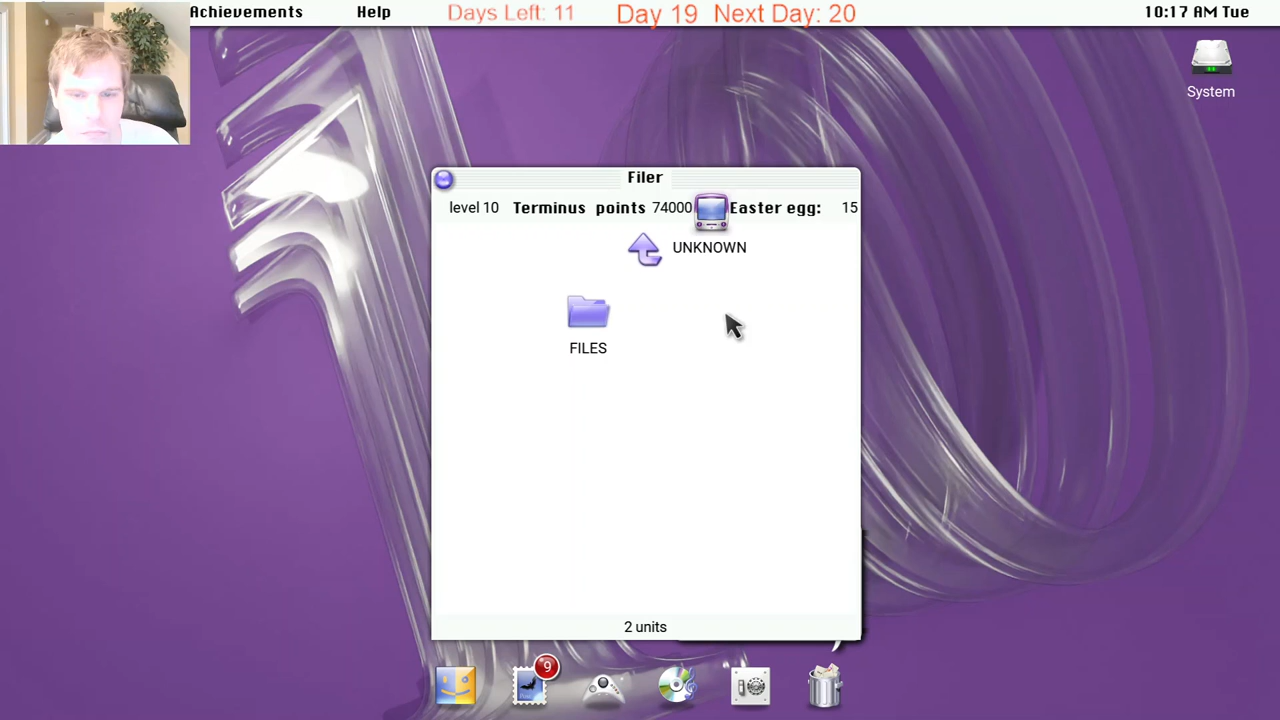 Achievements Help Days Left: 11 Day 19 Next Day: 20 10:17 AM Tue
System
Filer
level 10 Terminus points 74000 Easter egg: 15
UNKNOWN
FILES
2 units
9